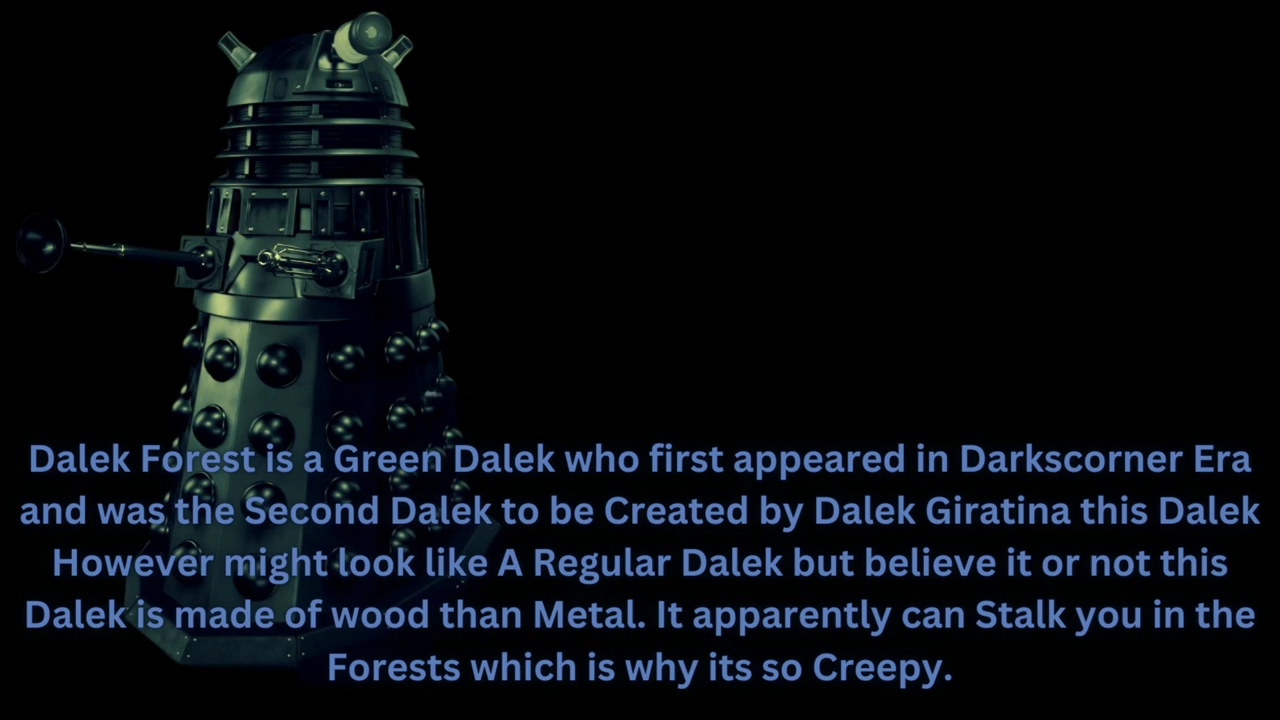 Dalek Forest is a Green Dalek who first appeared in Darkscorner Era
and was the Second Dalek to be Created by Dalek Giratina this Dalek
However might look like A Regular Dalek but believe it or not this
Dalek is made of wood than Metal. It apparently can Stalk you in the
Forests which is why its so Creepy.